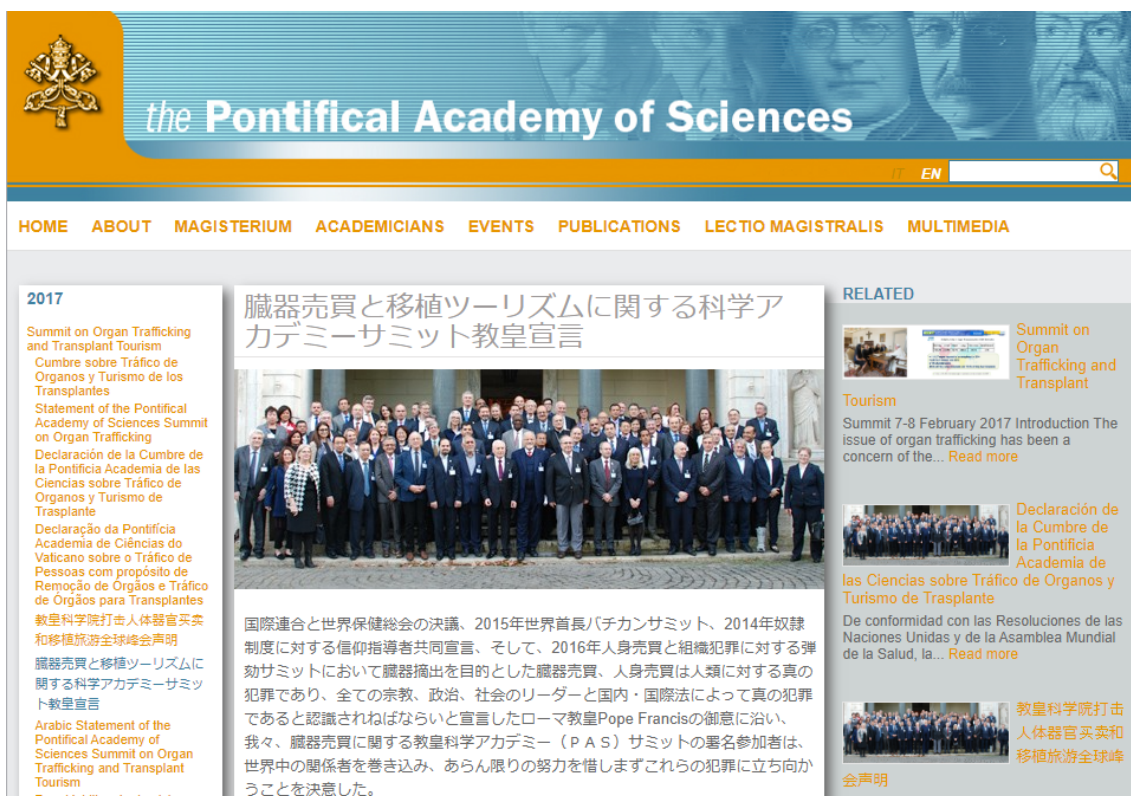 the Pontifical Academy of Sciences
IT EN
HOME ABOUT MAGISTERIUM ACADEMICIANS EVENTS PUBLICATIONS LECTIO MAGISTRALIS MULTIMEDIA
2017
Summit on Organ Trafficking
and Transplant Tourism
Cumbre sobre Tráfico de
Organos y Turismo de los
Transplantes
Statement of the Pontifical
Academy of Sciences Summit
on Organ Trafficking
Declaración de la Cumbre de
la Pontificia Academia de las
Ciencias sobre Tráfico de
Organos y Turismo de
Trasplante
Declaração da Pontifícia
Academia de Ciências do
Vaticano sobre o Tráfico de
Pessoas com propósito de
Remoção de Órgãos e Tráfico
de Órgãos para Transplantes
教皇科学院打击人体器官买卖
和移植旅游全球峰会声明
臓器売買と移植ツーリズムに
関する科学アカデミーサミッ
ト教皇宣言
Arabic Statement of the
Pontifical Academy of
Sciences Summit on Organ
Trafficking and Transplant
Tourism
臓器売買と移植ツーリズムに関する科学ア
カデミーサミット教皇宣言
国際連合と世界保健総会の決議、2015年世界首長バチカンサミット、2014年奴隷
制度に対する信仰指導者共同宣言、そして、2016年人身売買と組織犯罪に対する弾
劾サミットにおいて臓器摘出を目的とした臓器売買、人身売買は人類に対する真の
犯罪であり、全ての宗教、政治、社会のリーダーと国内・国際法によって真の犯罪
であると認識されねばならいと宣言したローマ教皇Pope Francisの御意に沿い、
我々、臓器売買に関する教皇科学アカデミー（ＰＡＳ）サミットの署名参加者は、
世界中の関係者を巻き込み、あらん限りの努力を惜しまずこれらの犯罪に立ち向か
うことを決意した。
RELATED
Summit on
Organ
Trafficking and
Transplant
Tourism
Summit 7-8 February 2017 Introduction The
issue of organ trafficking has been a
concern of the... Read more
Declaración de
la Cumbre de
la Pontificia
Academia de
las Ciencias sobre Tráfico de Organos y
Turismo de Trasplante
De conformidad con las Resoluciones de las
Naciones Unidas y de la Asamblea Mundial
de la Salud, la... Read more
教皇科学院打击
人体器官买卖和
移植旅游全球峰
会声明